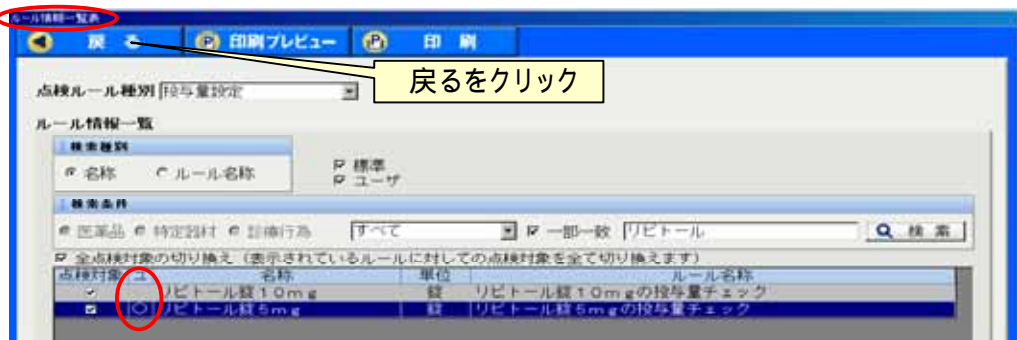 ルール情報一覧表
戻る 印刷プレビュー 印刷
戻るをクリック
点検ルール種別 投与量設定
ルール情報一覧
検索種別
名称 ルール名称 標準
ユーザ
検索条件
医薬品 特定器材 診療行為 すべて 一部一致 リピトール 検索
全点検対象の切り換え(表示されているルールに対しての点検対象を全て切り換えます)
点検対象 ユ 名称 単位 ルール名称
リピトール錠10mg 錠 リピトール錠10mgの投与量チェック
○ リピトール錠5mg 錠 リピトール錠5mgの投与量チェック